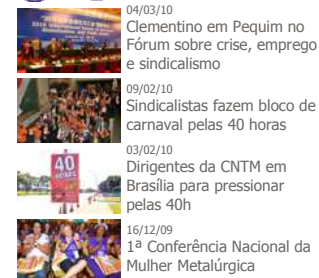 04/03/10
Clementino em Pequim no
Fórum sobre crise, emprego
e sindicalismo
09/02/10
Sindicalistas fazem bloco de
carnaval pelas 40 horas
03/02/10
Dirigentes da CNTM em
Brasília para pressionar
pelas 40h
40
16/12/09
1ª Conferência Nacional da
Mulher Metalúrgica